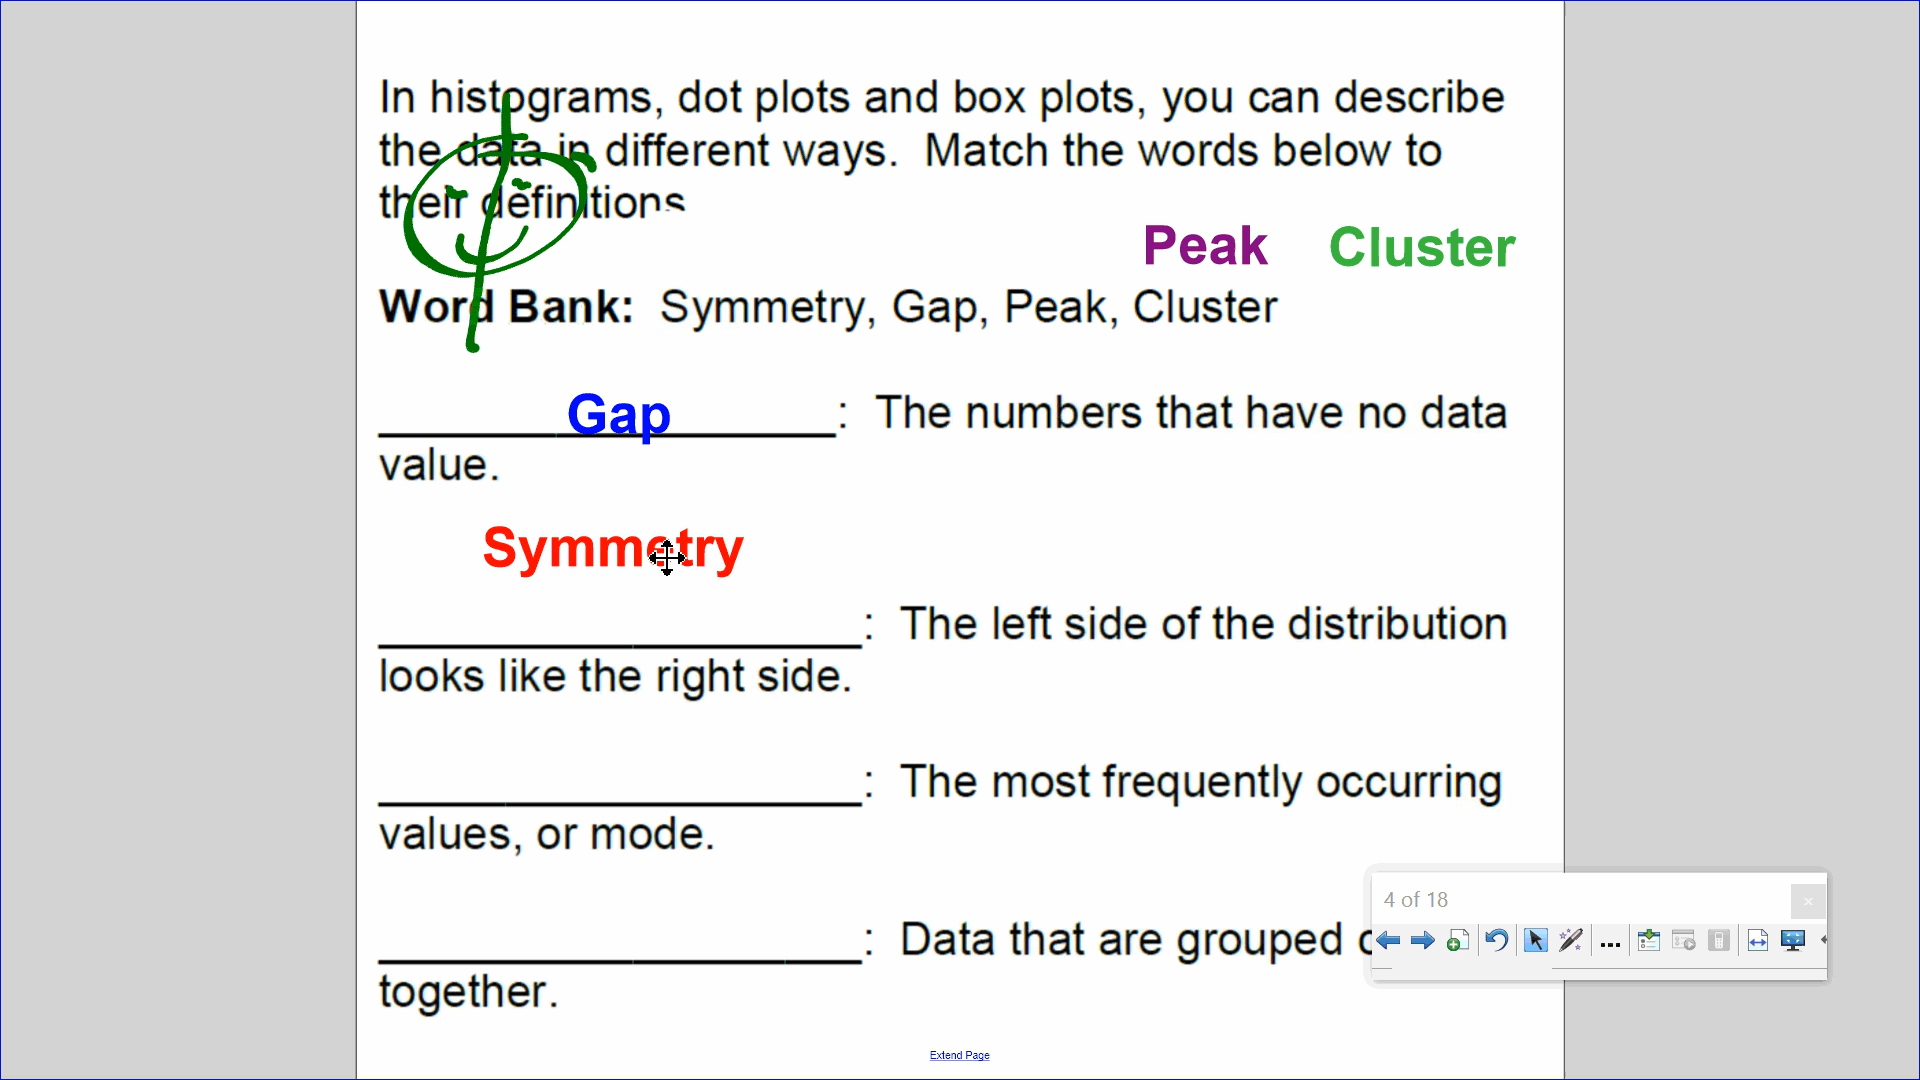 In histograms, dot plots and box plots, you can describe
the data in different ways. Match the words below to
their definitions
Peak Cluster
Word Bank: Symmetry, Gap, Peak, Cluster
Gap : The numbers that have no data
value.
Symmetry
: The left side of the distribution
looks like the right side.
: The most frequently occurring
values, or mode.
4 of 18
: Data that are grouped
together.
Extend Page